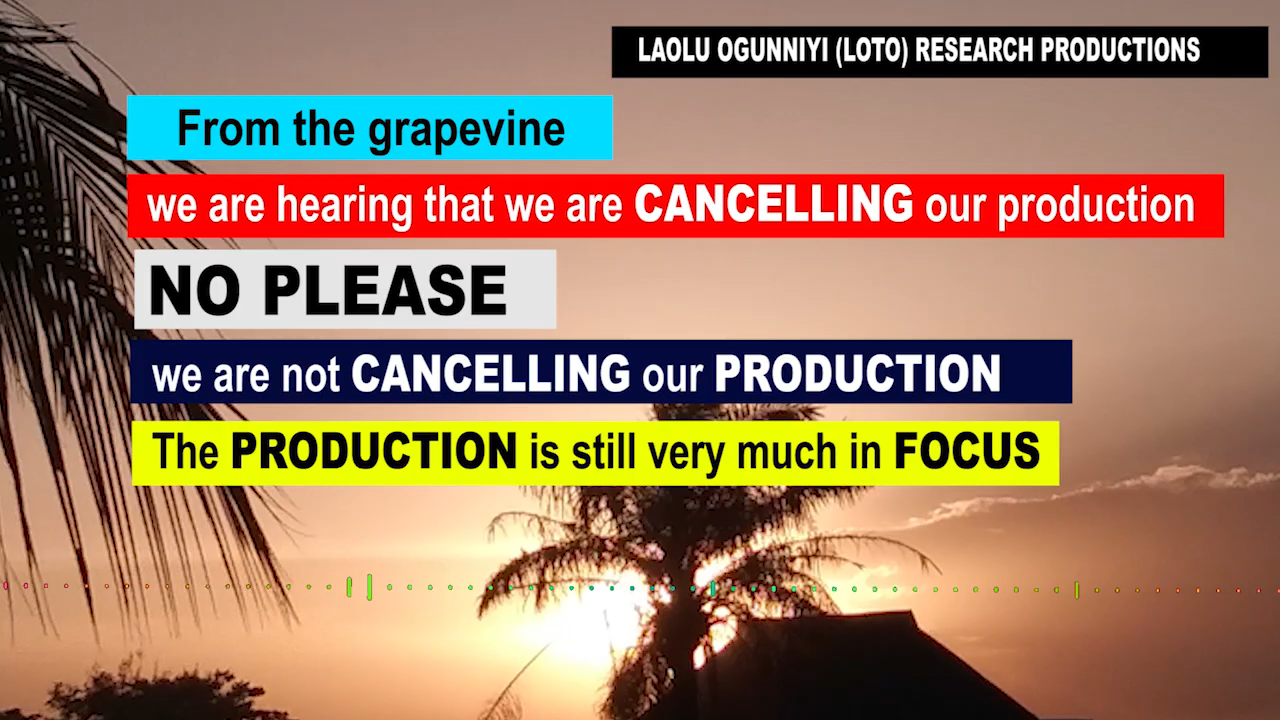 LAOLU OGUNNIYI (LOTO) RESEARCH PRODUCTIONS
From the grapevine
we are hearing that we are CANCELLING our production
NO PLEASE
we are not CANCELLING our PRODUCTION
The PRODUCTION is still very much in FOCUS